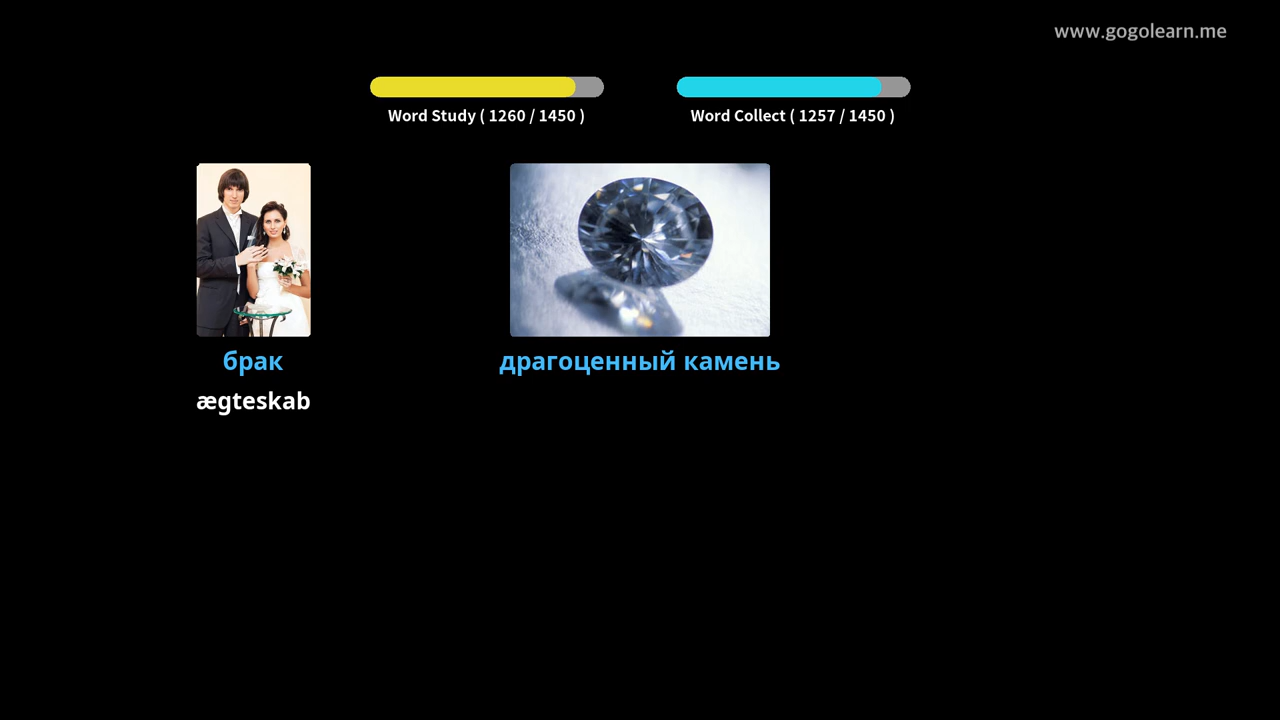 www.gogolearn.me
Word Study ( 1260 / 1450 )
Word Collect ( 1257 / 1450 )
брак
драгоценный камень
ægteskab